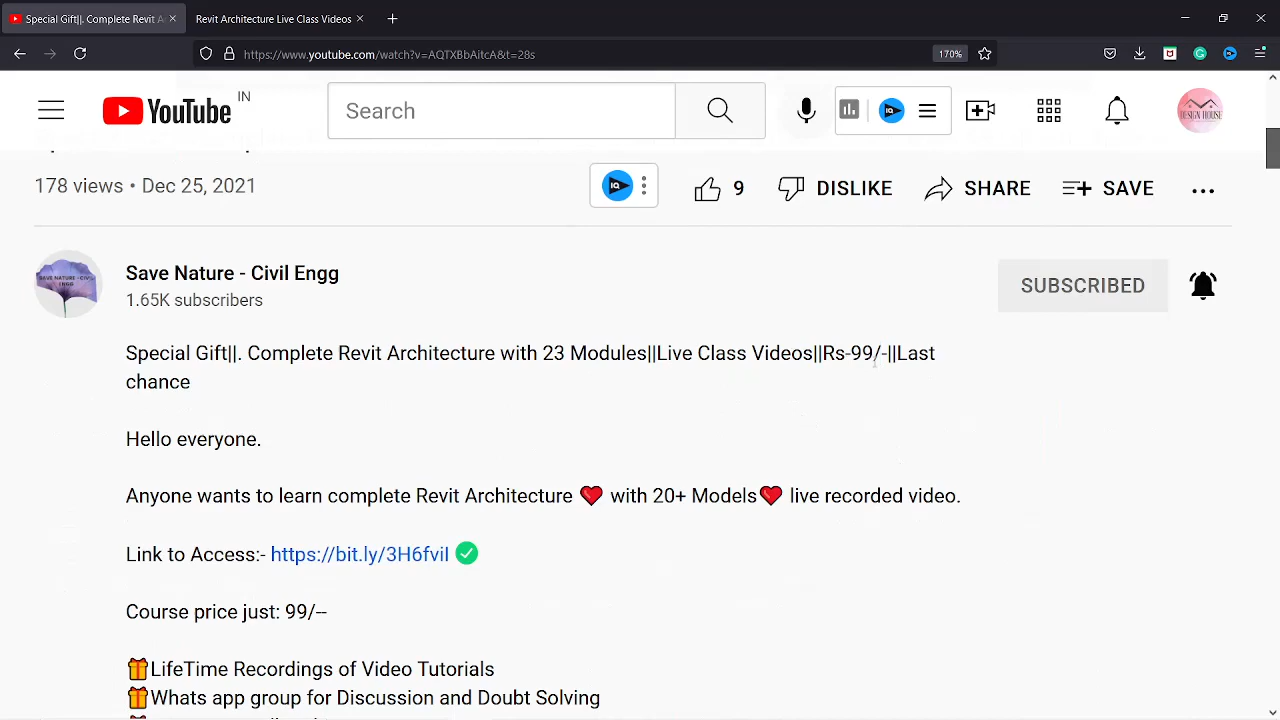 Special Gift||. Complete Revit A
Revit Architecture Live Class Videos
https://www.youtube.com/watch?v=AQTXBbAitcA&t=28s
170%
YouTube IN
Search
178 views • Dec 25, 2021
9
DISLIKE
SHARE
SAVE
Save Nature - Civil Engg
1.65K subscribers
SUBSCRIBED
Special Gift||. Complete Revit Architecture with 23 Modules||Live Class Videos||Rs-99/-||Last
chance
Hello everyone.
Anyone wants to learn complete Revit Architecture ❤️ with 20+ Models❤️ live recorded video.
Link to Access:- https://bit.ly/3H6fviI ✅
Course price just: 99/--
🎁LifeTime Recordings of Video Tutorials
🎁Whats app group for Discussion and Doubt Solving